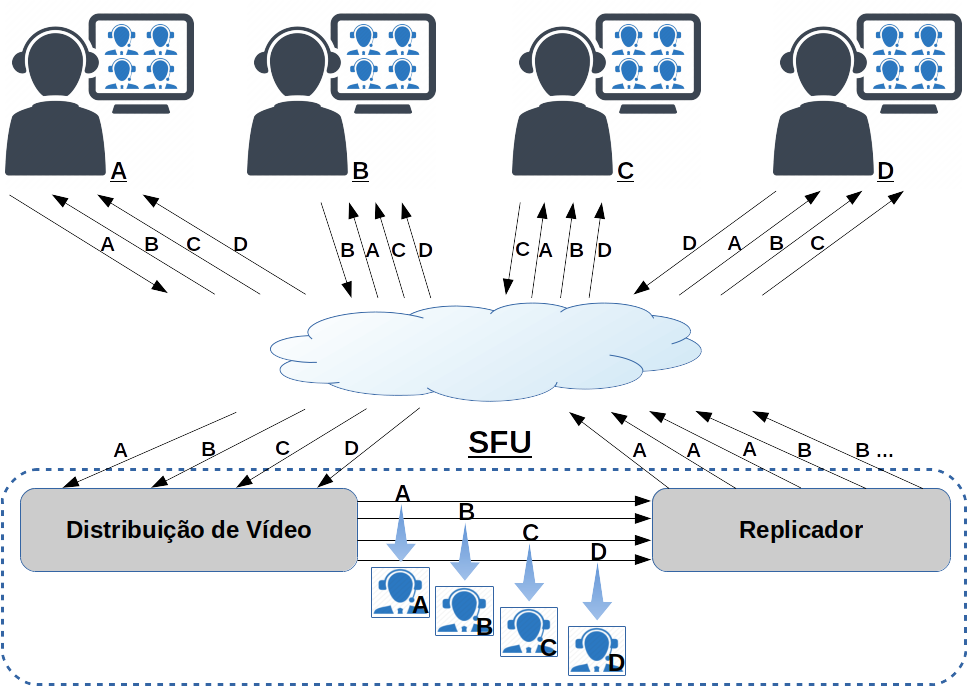 A B C D
A B C D
B A C D
C A B D
D A B C
A B C D
SFU
A A A B B ...
Distribuição de Vídeo
A
B
C
D
Replicador
A
B
C
D